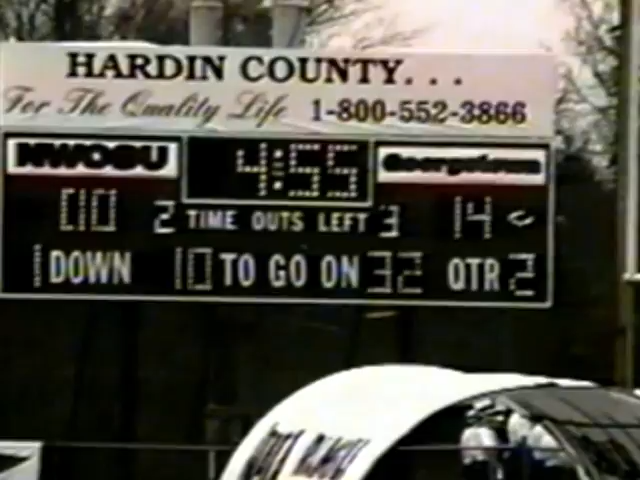 HARDIN COUNTY. . .
For The Quality Life 1-800-552-3866
NWOSU 4:55 Georgetown
010 2 TIME OUTS LEFT 3 14 <
1 DOWN 10 TO GO ON 32 QTR 2